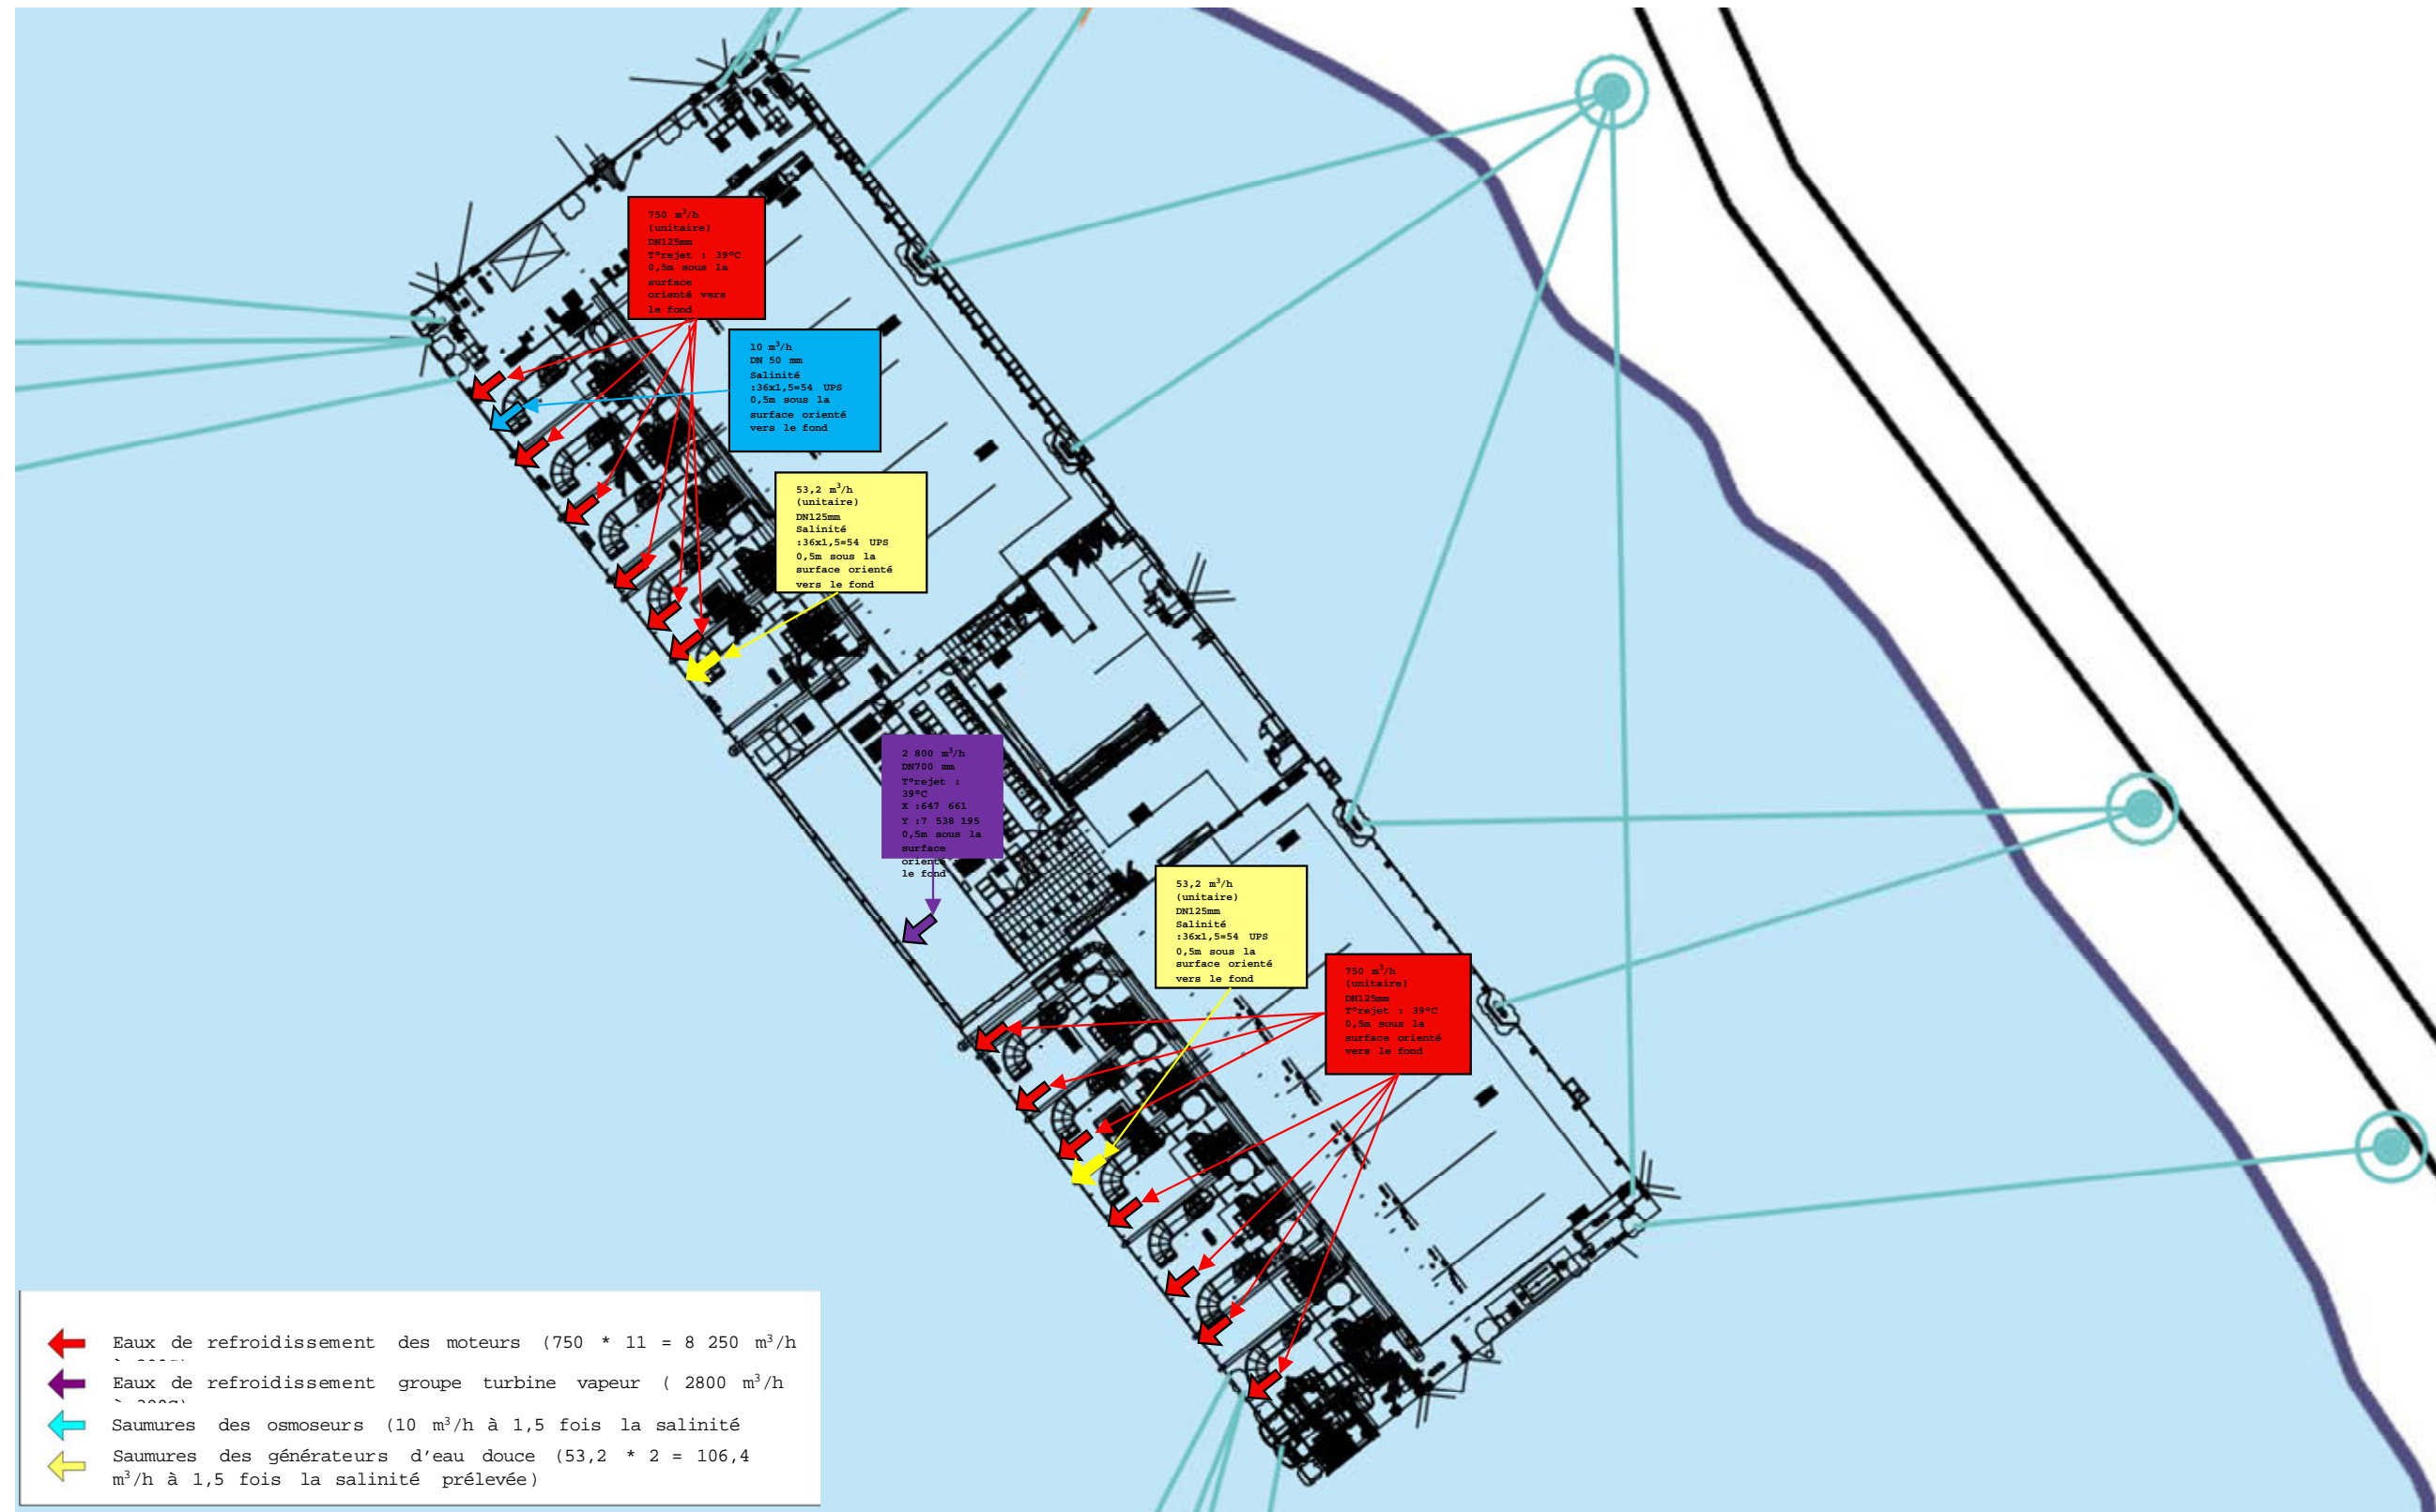 750 m³/h
(unitaire)
DN125mm
T°rejet : 39°C
0,5m sous la
surface
orienté vers
le fond
10 m³/h
DN 50 mm
Salinité
:36x1,5=54 UPS
0,5m sous la
surface orienté
vers le fond
53,2 m³/h
(unitaire)
DN125mm
Salinité
:36x1,5=54 UPS
0,5m sous la
surface orienté
vers le fond
2 800 m³/h
DN700 mm
T°rejet :
39°C
X :647 661
Y :7 538 195
0,5m sous la
surface
orienté
le fond
53,2 m³/h
(unitaire)
DN125mm
Salinité
:36x1,5=54 UPS
0,5m sous la
surface orienté
vers le fond
750 m³/h
(unitaire)
DN125mm
T°rejet : 39°C
0,5m sous la
surface orienté
vers le fond
Eaux de refroidissement des moteurs (750 * 11 = 8 250 m³/h
Eaux de refroidissement groupe turbine vapeur ( 2800 m³/h
Saumures des osmoseurs (10 m³/h à 1,5 fois la salinité
Saumures des générateurs d'eau douce (53,2 * 2 = 106,4
m³/h à 1,5 fois la salinité prélevée)